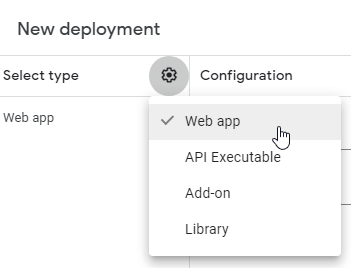 New deployment
Select type
Configuration
Web app
Web app
API Executable
Add-on
Library